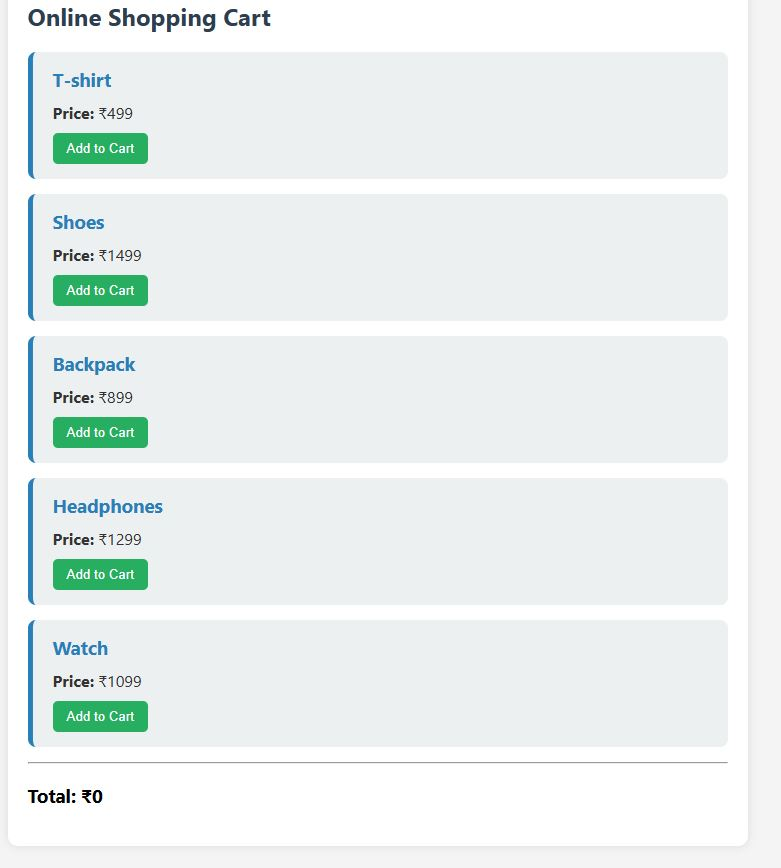 Online Shopping Cart
T-shirt
Price: ₹499
Add to Cart
Shoes
Price: ₹1499
Add to Cart
Backpack
Price: ₹899
Add to Cart
Headphones
Price: ₹1299
Add to Cart
Watch
Price: ₹1099
Add to Cart
Total: ₹0